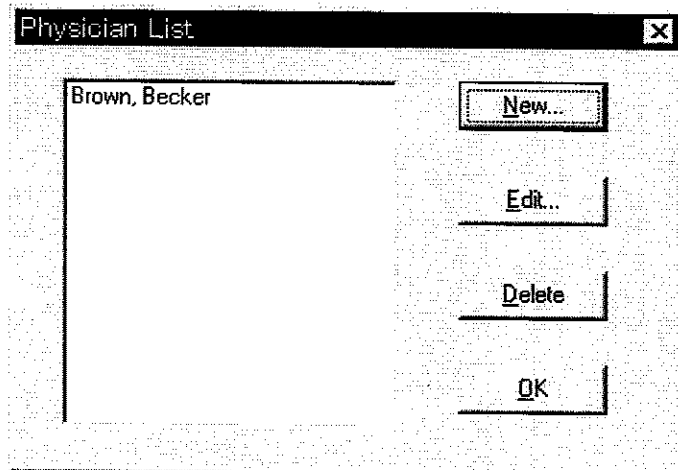 Physician List
Brown, Becker
New...
Edit...
Delete
OK